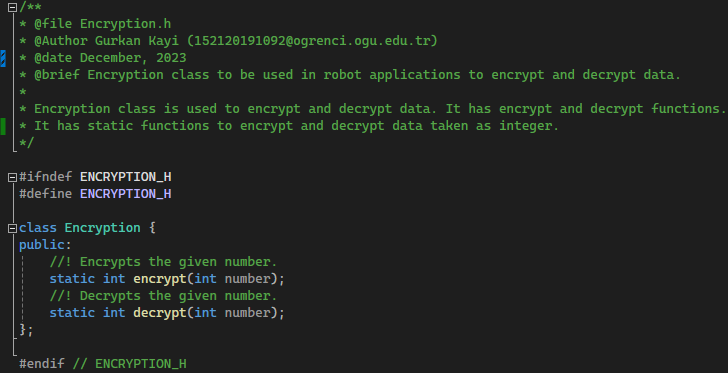 /**
* @file Encryption.h
* @Author Gurkan Kayi (152120191092@ogrenci.ogu.edu.tr)
* @date December, 2023
* @brief Encryption class to be used in robot applications to encrypt and decrypt data.
*
* Encryption class is used to encrypt and decrypt data. It has encrypt and decrypt functions.
* It has static functions to encrypt and decrypt data taken as integer.
*/
#ifndef ENCRYPTION_H
#define ENCRYPTION_H
class Encryption {
public:
//! Encrypts the given number.
static int encrypt(int number);
//! Decrypts the given number.
static int decrypt(int number);
};
#endif // ENCRYPTION_H